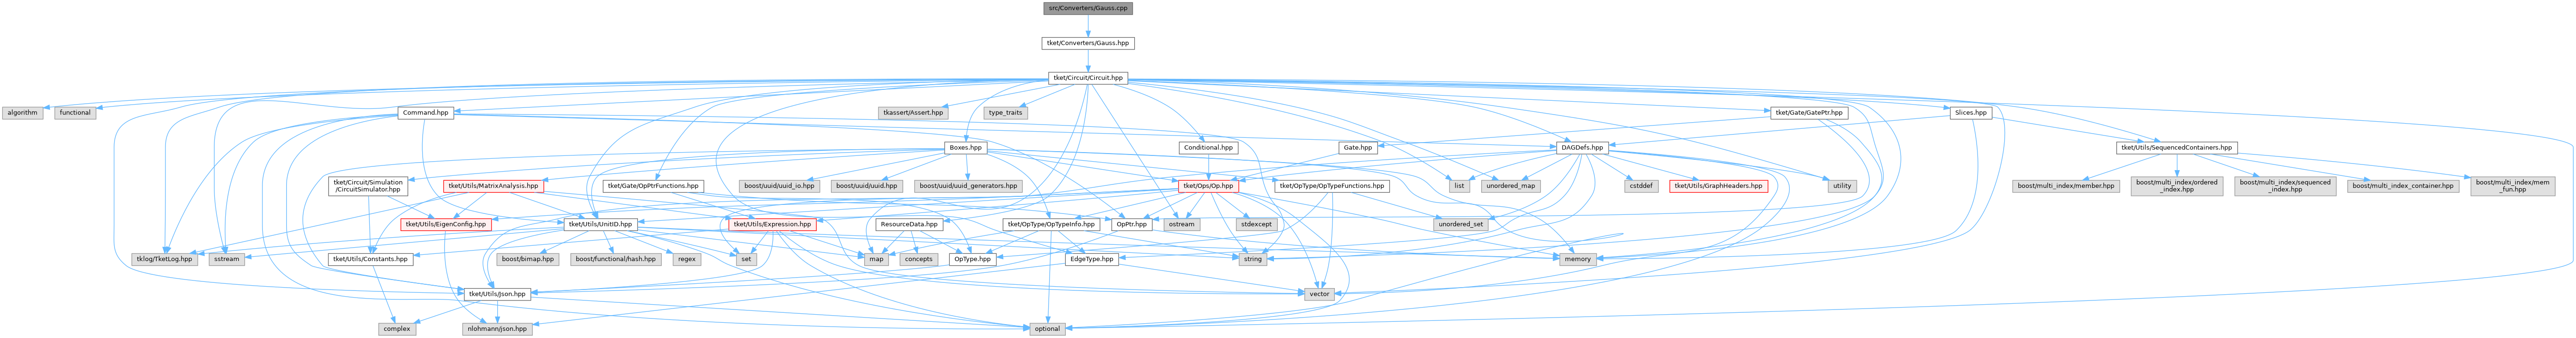 src/Converters/Gauss.cpp
tket/Converters/Gauss.hpp
tket/Circuit/Circuit.hpp
algorithm
functional
Command.hpp
tkassert/Assert.hpp
type_traits
tket/Gate/GatePtr.hpp
Slices.hpp
Boxes.hpp
Conditional.hpp
Gate.hpp
DAGDefs.hpp
tket/Utils/SequencedContainers.hpp
tket/Circuit/Simulation
/CircuitSimulator.hpp
tket/Utils/MatrixAnalysis.hpp
tket/Gate/OpPtrFunctions.hpp
boost/uuid/uuid_io.hpp
boost/uuid/uuid.hpp
boost/uuid/uuid_generators.hpp
tket/Ops/Op.hpp
tket/OpType/OpTypeFunctions.hpp
list
unordered_map
cstddef
tket/Utils/GraphHeaders.hpp
utility
boost/multi_index/member.hpp
boost/multi_index/ordered
_index.hpp
boost/multi_index/sequenced
_index.hpp
boost/multi_index_container.hpp
boost/multi_index/mem
_fun.hpp
tket/Utils/EigenConfig.hpp
tket/Utils/UnitID.hpp
tket/Utils/Expression.hpp
ResourceData.hpp
tket/OpType/OpTypeInfo.hpp
OpPtr.hpp
ostream
stdexcept
unordered_set
tklog/TketLog.hpp
sstream
tket/Utils/Constants.hpp
boost/bimap.hpp
boost/functional/hash.hpp
regex
set
map
concepts
OpType.hpp
EdgeType.hpp
string
memory
tket/Utils/Json.hpp
vector
complex
nlohmann/json.hpp
optional